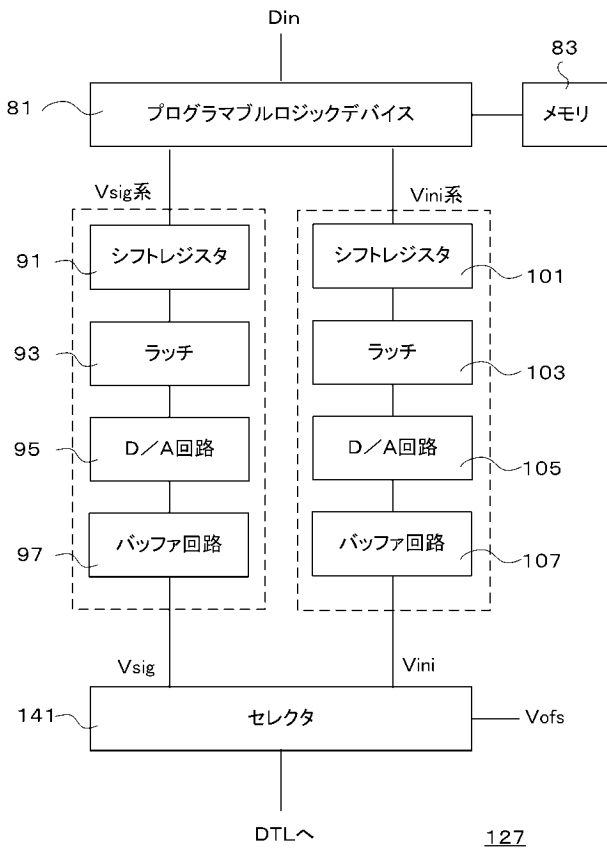 Din
83
81
プログラマブルロジックデバイス
メモリ
Vsig系
Vini系
91
シフトレジスタ
シフトレジスタ
101
93
ラッチ
ラッチ
103
95
D/A回路
D/A回路
105
97
バッファ回路
バッファ回路
107
Vsig
Vini
141
セレクタ
Vofs
DTLへ
127